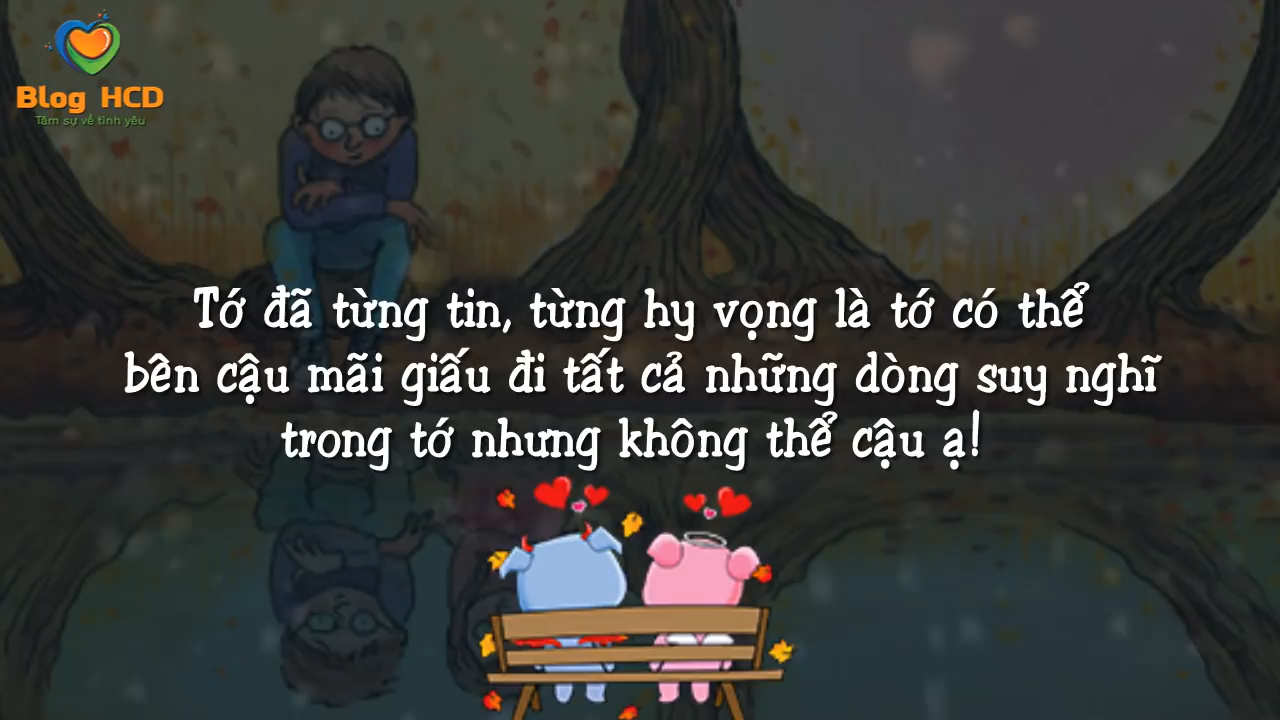 Blog HCD
Tâm sự về tình yêu
Tớ đã từng tin, từng hy vọng là tớ có thể
bên cậu mãi giấu đi tất cả những dòng suy nghĩ
trong tớ nhưng không thể cậu ạ!